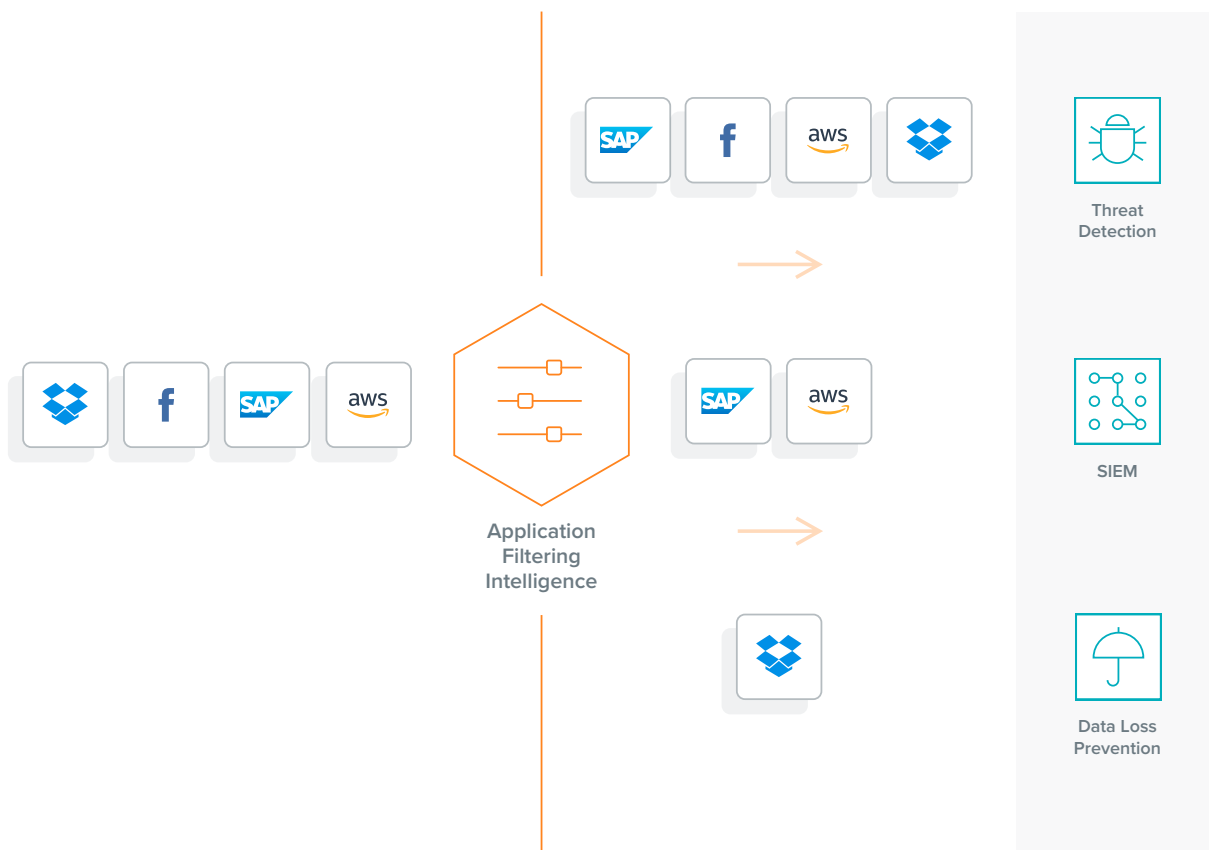 SAP
f
aws
Threat
Detection
f
SAP
aws
SAP
aws
SIEM
Application
Filtering
Intelligence
Data Loss
Prevention